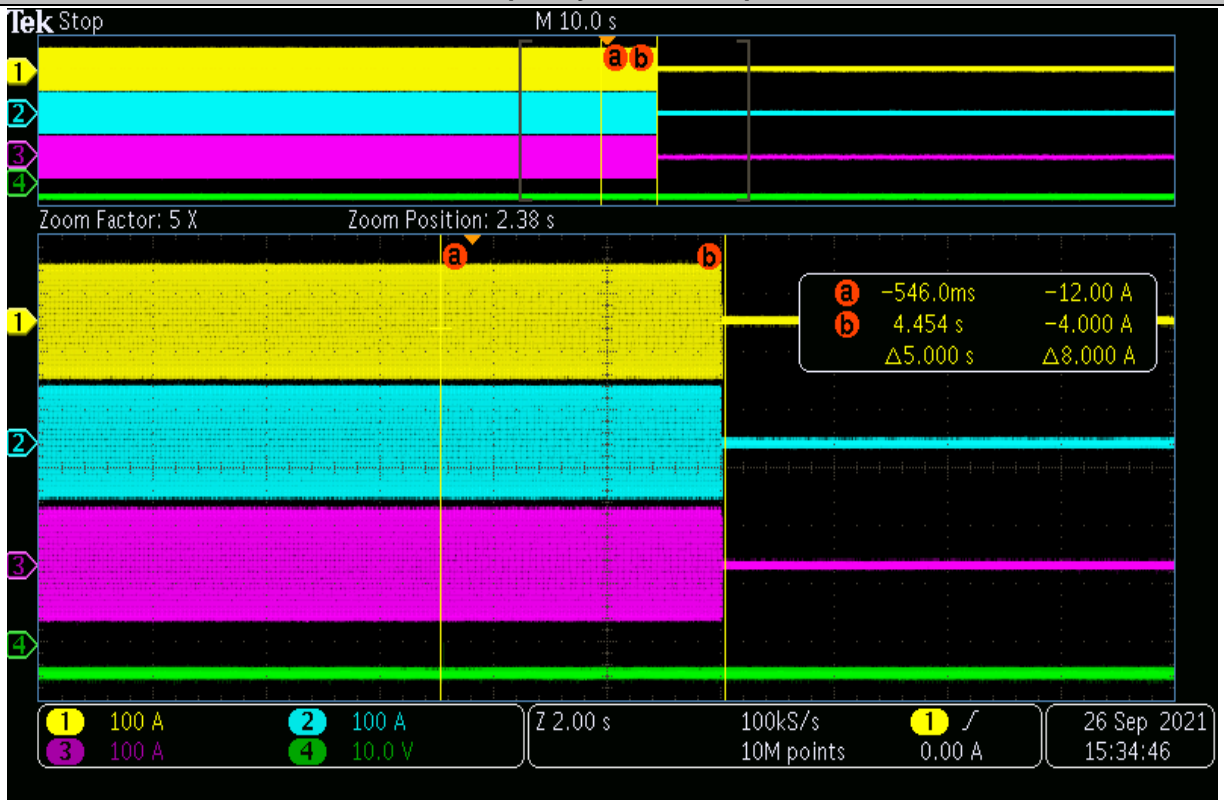 Tek Stop M 10.0 s
a b
1
2
3
4
Zoom Factor: 5 X Zoom Position: 2.38 s
a b
a −546.0ms −12.00 A
1
b 4.454 s −4.000 A
△5.000 s △8.000 A
2
3
4
1 100 A 2 100 A Z 2.00 s 100kS/s 1 26 Sep 2021
3 100 A 4 10.0 V 10M points 0.00 A 15:34:46